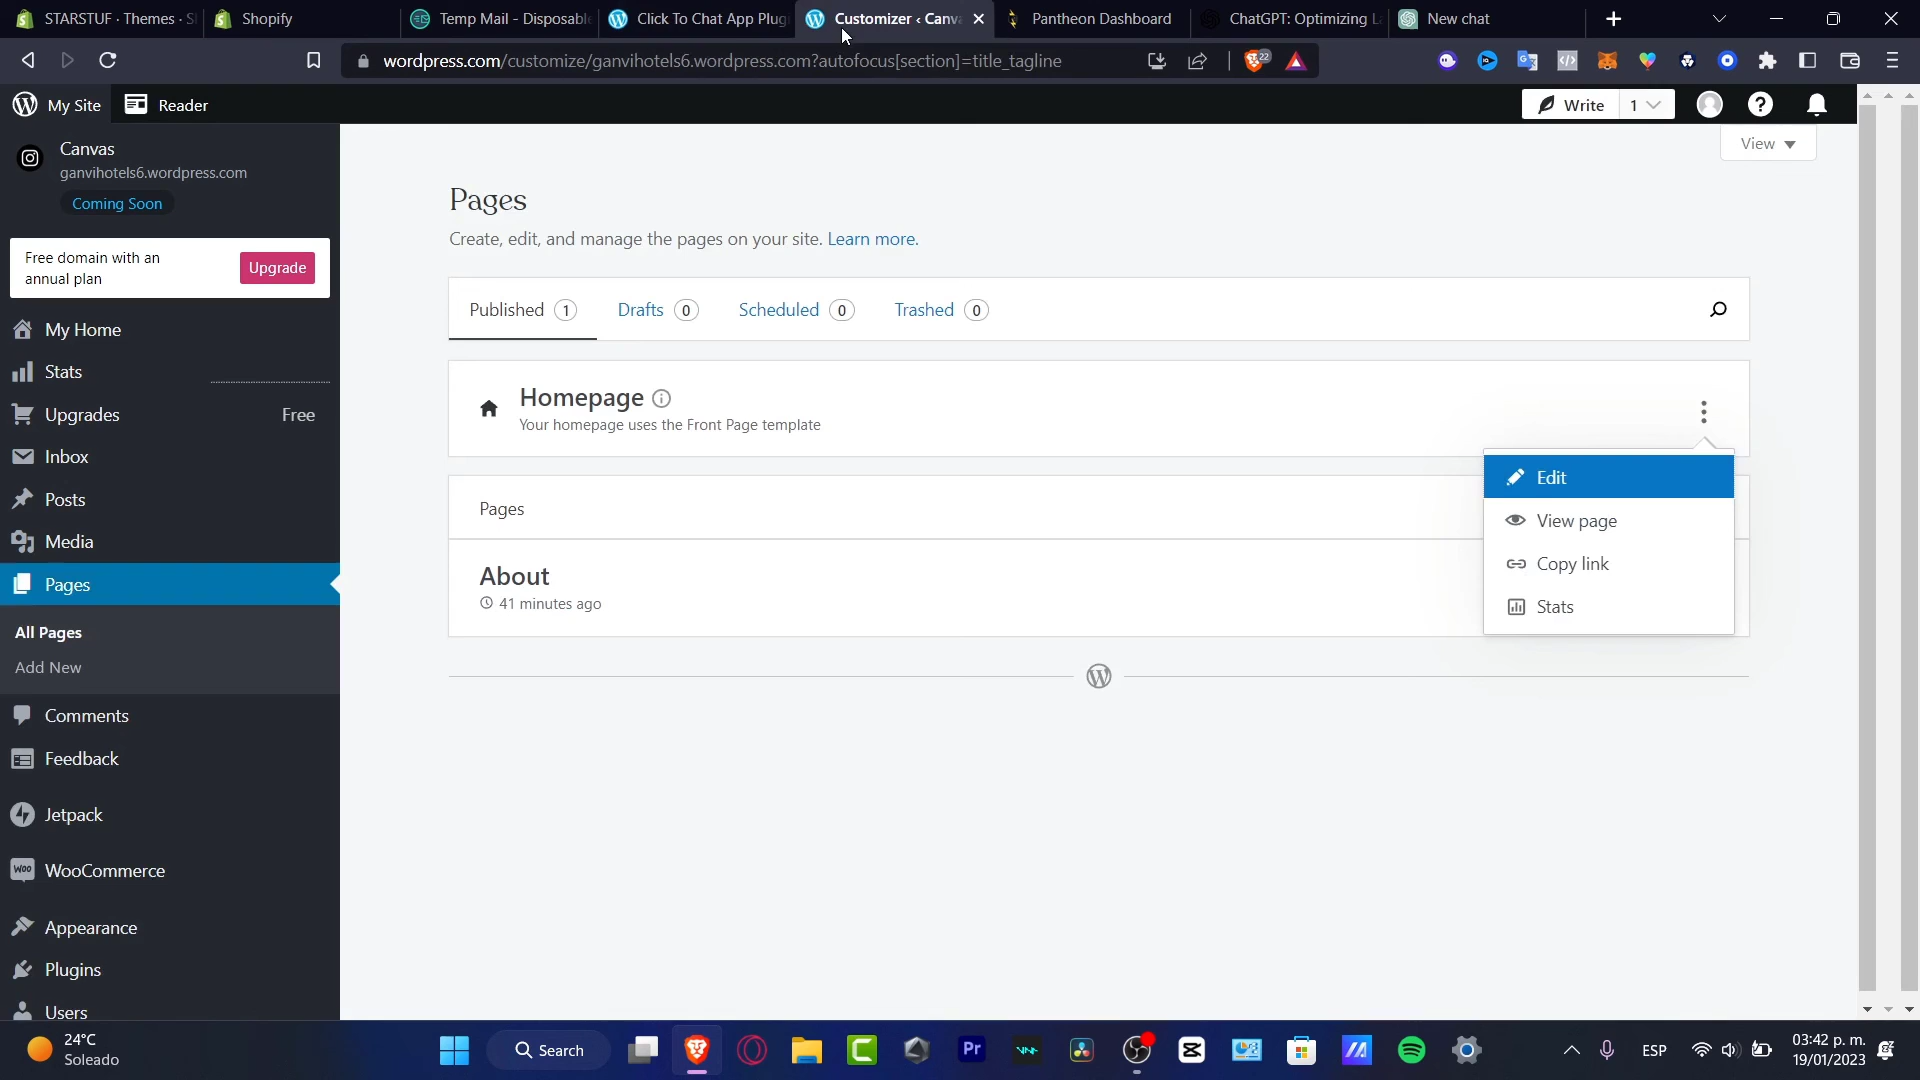 STARSTUF · Themes · S
Shopify
Temp Mail - Disposable
Click To Chat App Plug
Customizer ‹ Canv
Pantheon Dashboard
ChatGPT: Optimizing L
New chat
wordpress.com/customize/ganvihotels6.wordpress.com?autofocus[section]=title_tagline
22
My Site
Reader
Write
1
Canvas
ganvihotels6.wordpress.com
Coming Soon
View
Free domain with an
annual plan
Upgrade
My Home
Stats
Upgrades
Free
Inbox
Posts
Media
Pages
All Pages
Add New
Comments
Feedback
Jetpack
WooCommerce
Appearance
Plugins
Users
Pages
Create, edit, and manage the pages on your site. Learn more.
Published 1
Drafts 0
Scheduled 0
Trashed 0
Homepage
Your homepage uses the Front Page template
Edit
View page
Copy link
Stats
Pages
About
41 minutes ago
24°C
Soleado
Search
Pr
ESP
03:42 p. m.
19/01/2023